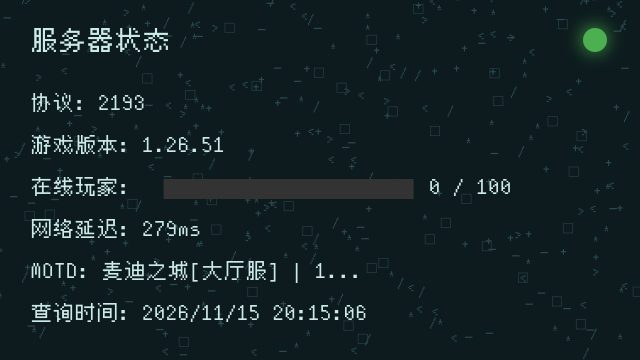 服务器状态
协议: 2193
游戏版本: 1.26.51
在线玩家: 0 / 100
网络延迟: 279ms
MOTD: 麦迪之城[大厅服] | 1...
查询时间: 2026/11/15 20:15:06